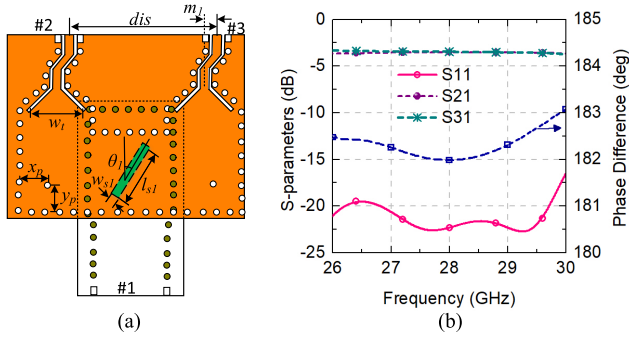 #2
dis
m1
#3
wt
θ1
xp
ws1
ls1
yp
#1
(a)
0
-5
-10
-15
-20
-25
S-parameters (dB)
S11
S21
S31
185
184
183
182
181
180
Phase Difference (deg)
26 27 28 29 30
Frequency (GHz)
(b)